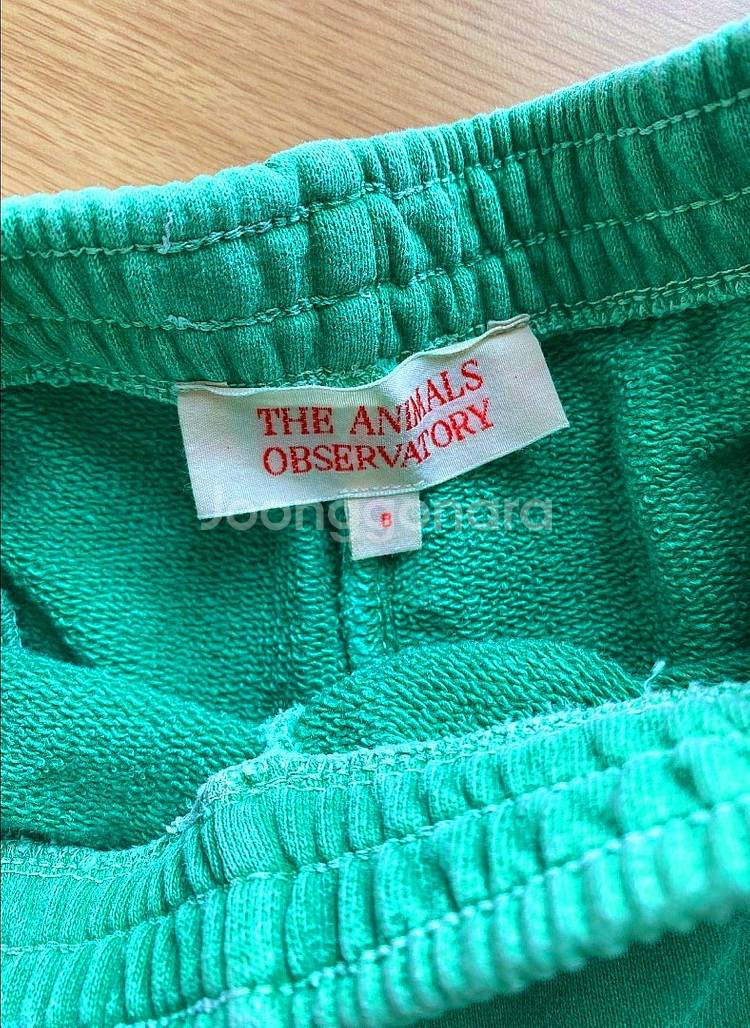 THE ANIMALS
OBSERVATORY
Joonggonara
8